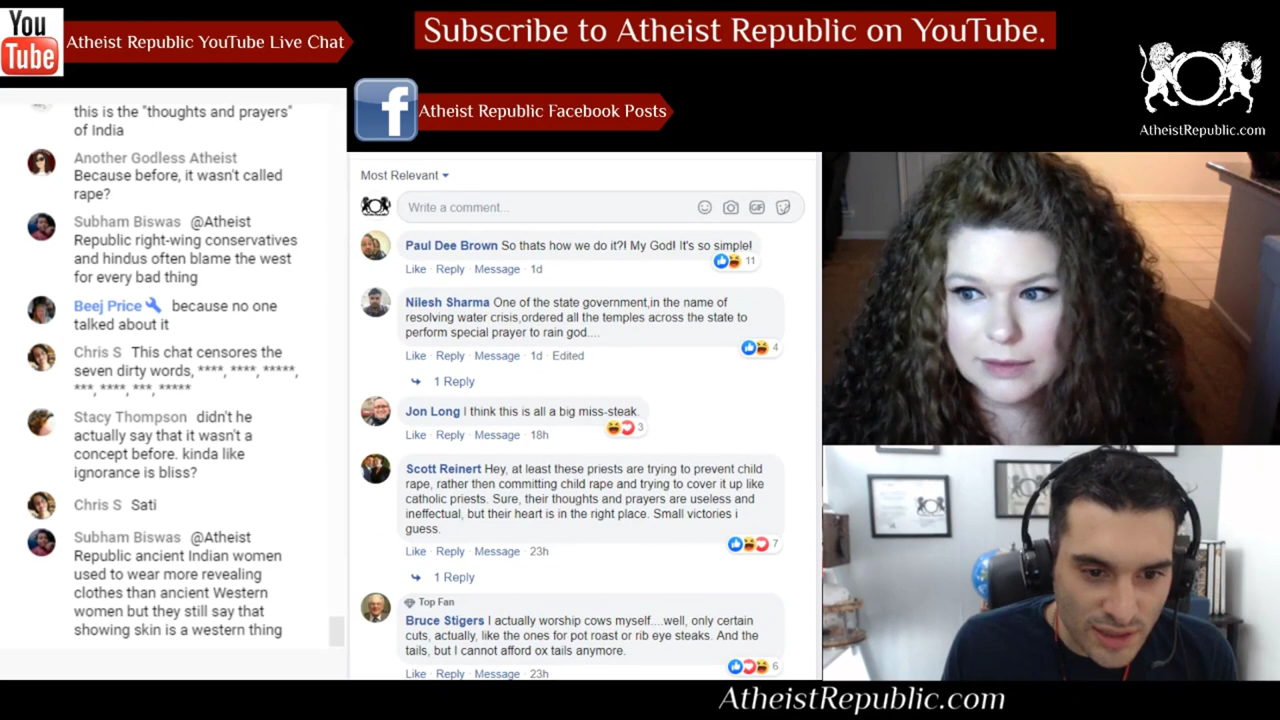 You
Tube
Atheist Republic YouTube Live Chat
Subscribe to Atheist Republic on YouTube.
AtheistRepublic.com
f
Atheist Republic Facebook Posts
this is the "thoughts and prayers"
of India
Another Godless Atheist
Because before, it wasn't called
rape?
Subham Biswas @Atheist
Republic right-wing conservatives
and hindus often blame the west
for every bad thing
Beej Price because no one
talked about it
Chris S This chat censores the
seven dirty words, ****, ****, *****,
***, ****, ***, *****
Stacy Thompson didn't he
actually say that it wasn't a
concept before. kinda like
ignorance is bliss?
Chris S Sati
Subham Biswas @Atheist
Republic ancient Indian women
used to wear more revealing
clothes than ancient Western
women but they still say that
showing skin is a western thing
Most Relevant
Write a comment...
GIF
Paul Dee Brown So thats how we do it?! My God! It's so simple!
11
Like · Reply · Message · 1d
Nilesh Sharma One of the state government,in the name of
resolving water crisis,ordered all the temples across the state to
perform special prayer to rain god....
4
Like · Reply · Message · 1d · Edited
1 Reply
Jon Long I think this is all a big miss-steak.
3
Like · Reply · Message · 18h
Scott Reinert Hey, at least these priests are trying to prevent child
rape, rather then committing child rape and trying to cover it up like
catholic priests. Sure, their thoughts and prayers are useless and
ineffectual, but their heart is in the right place. Small victories i
guess.
7
Like · Reply · Message · 23h
1 Reply
Top Fan
Bruce Stigers I actually worship cows myself....well, only certain
cuts, actually, like the ones for pot roast or rib eye steaks. And the
tails, but I cannot afford ox tails anymore.
6
Like · Reply · Message · 23h
AtheistRepublic.com